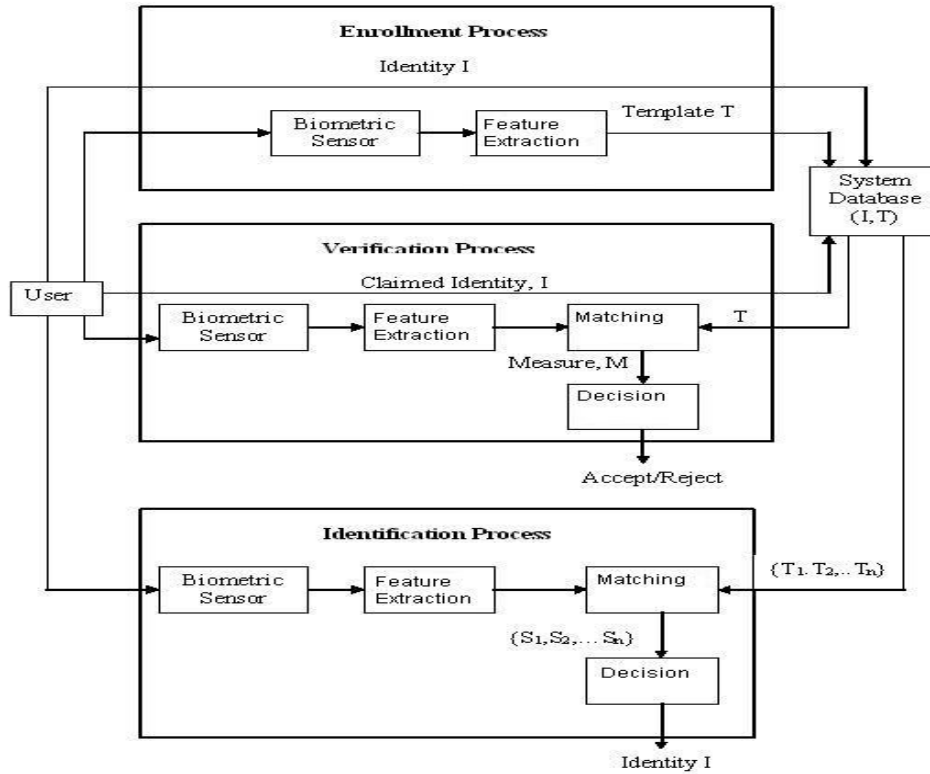 Enrollment Process
Identity I
Biometric
Sensor
Feature
Extraction
Template T
System
Database
(I,T)
Verification Process
User
Claimed Identity, I
Biometric
Sensor
Feature
Extraction
Matching
T
Measure, M
Decision
Accept/Reject
Identification Process
Biometric
Sensor
Feature
Extraction
Matching
{T1. T2,.. Tn}
{S1,S2,... Sn}
Decision
Identity I